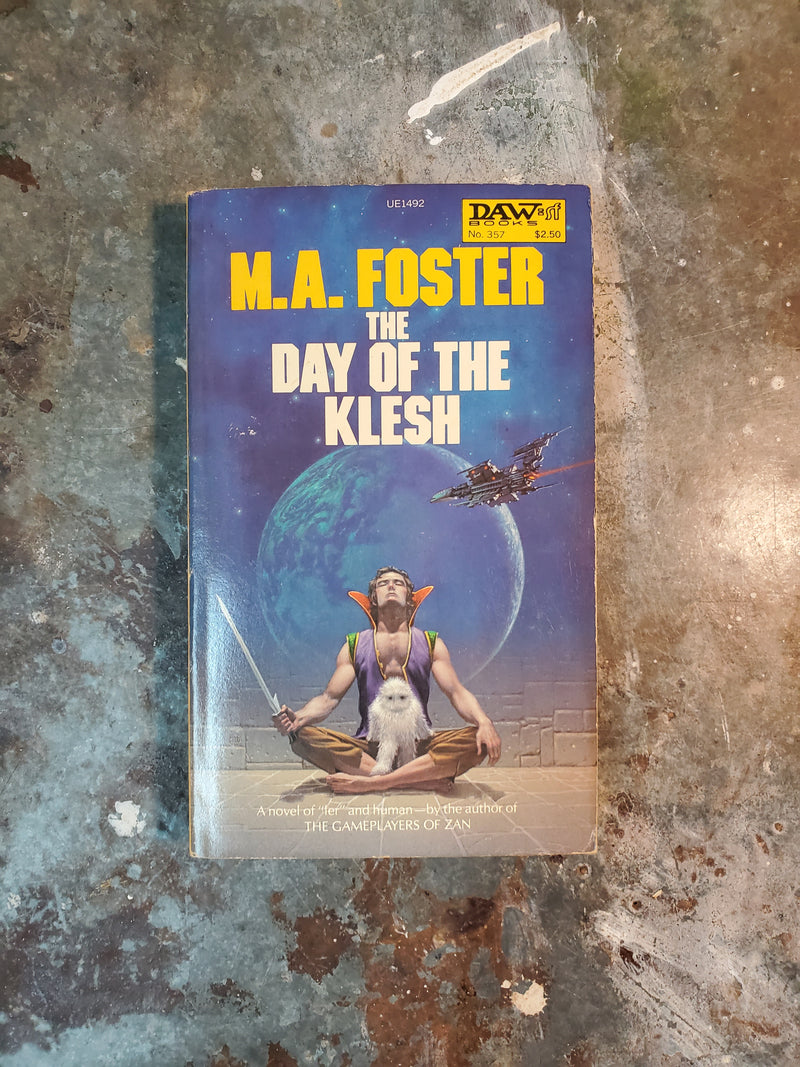 UE1492
DAW sf
BOOKS
No. 357 $2.50
M.A. FOSTER
THE
DAY OF THE
KLESH
A novel of "ler" and human—by the author of
THE GAMEPLAYERS OF ZAN